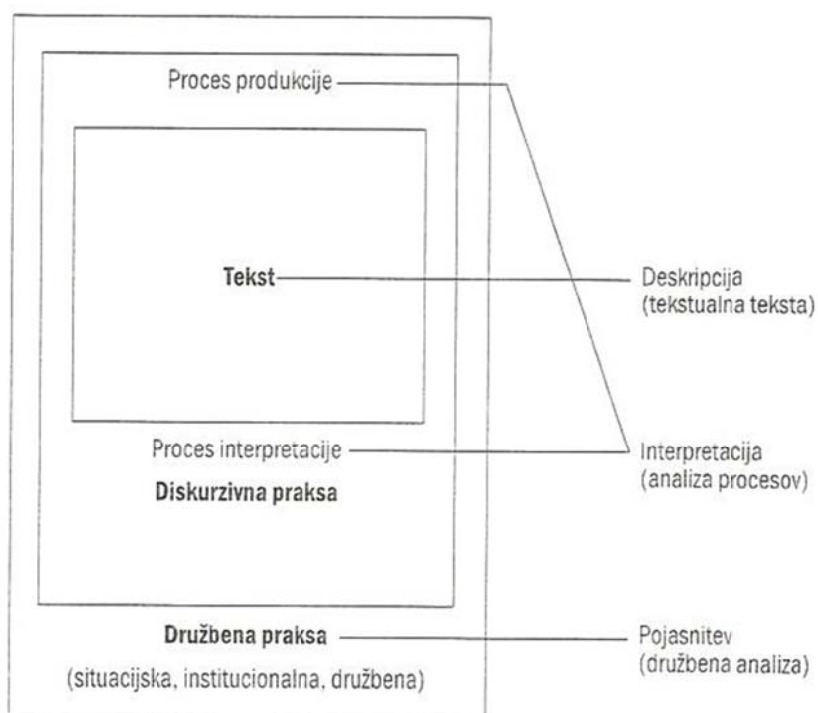 Proces produkcije
Tekst
Deskripcija
(tekstualna teksta)
Proces interpretacije
Interpretacija
(analiza procesov)
Diskurzivna praksa
Družbena praksa
Pojasnitev
(družbena analiza)
(situacijska, institucionalna, družbena)